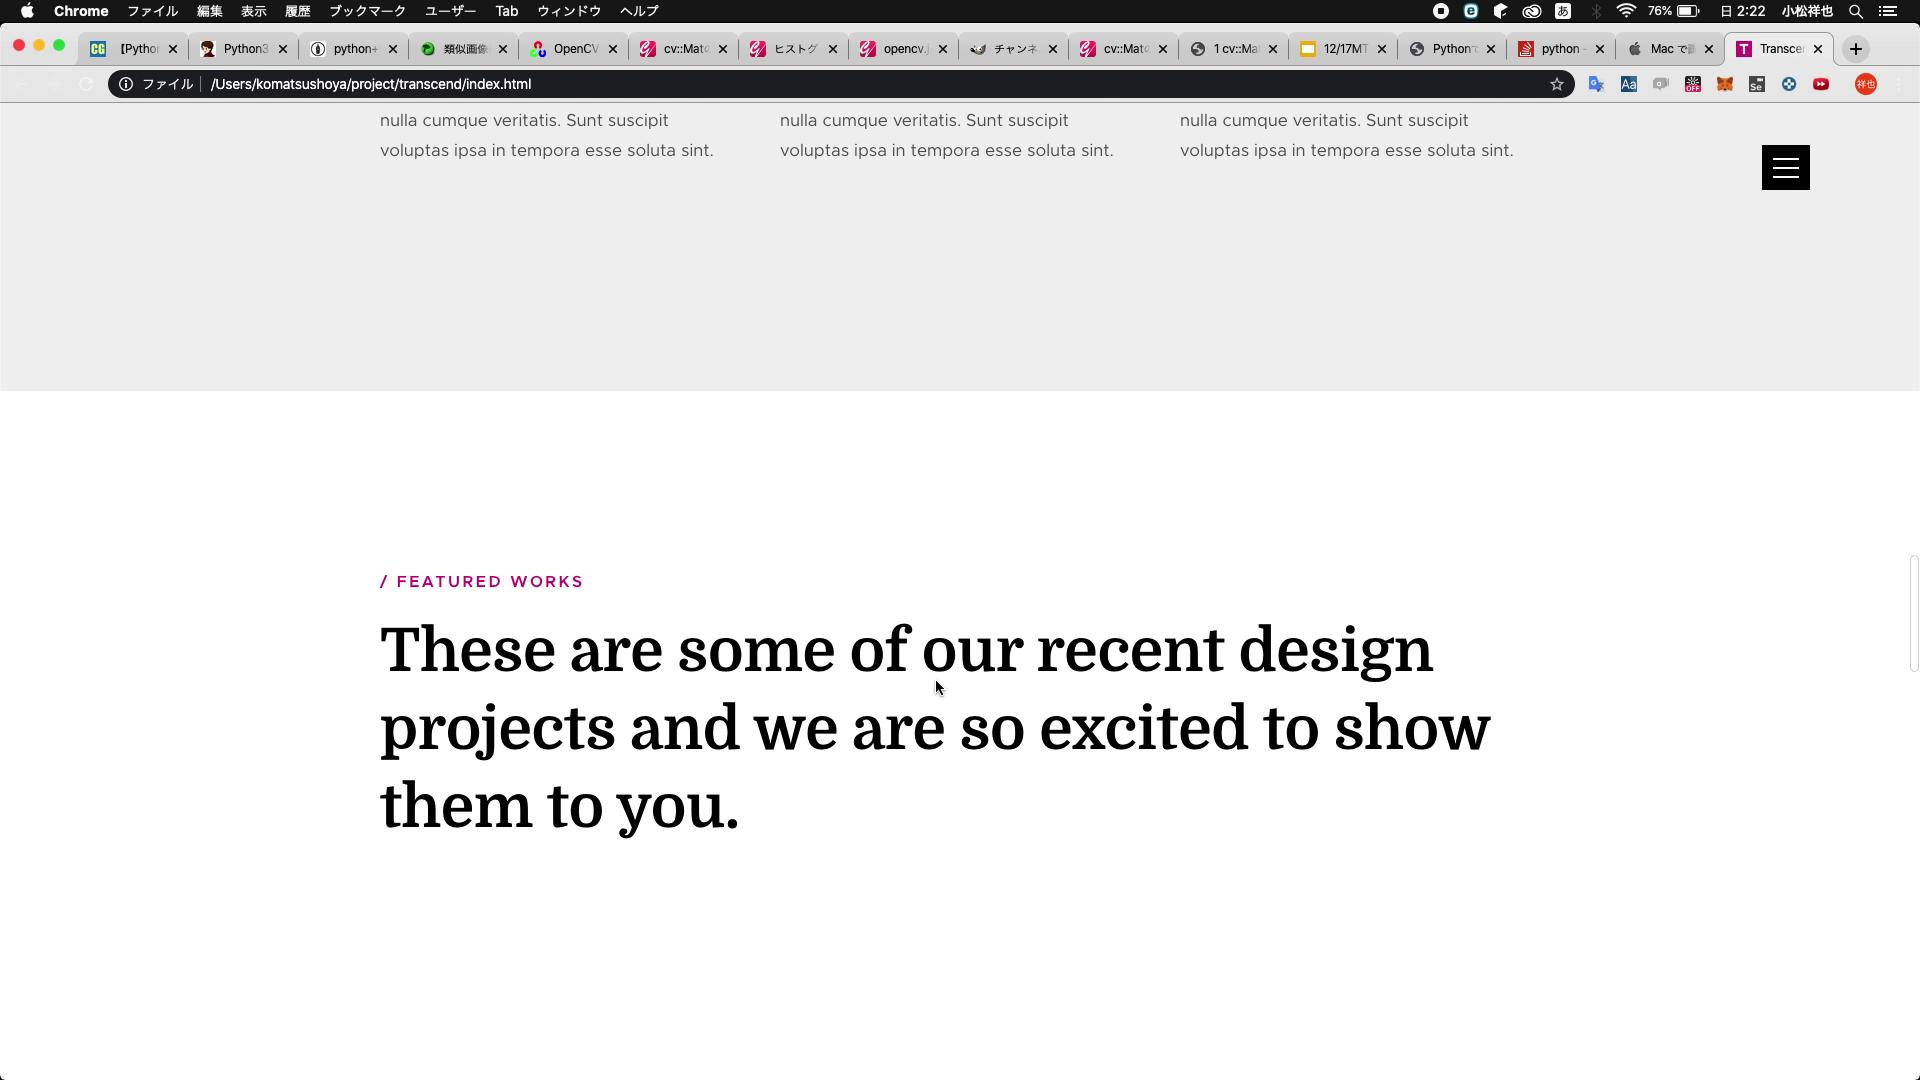 Chrome ファイル 編集 表示 履歴 ブックマーク ユーザー Tab ウィンドウ ヘルプ 76% 日 2:22 小松祥也
【Pytho Python3 python+ 類似画像 OpenCV cv::Mat ヒストグ opencv. チャンネ cv::Mat 1 cv::Ma 12/17MT Python python - Mac で Transce
ファイル /Users/komatsushoya/project/transcend/index.html 祥也
nulla cumque veritatis. Sunt suscipit nulla cumque veritatis. Sunt suscipit nulla cumque veritatis. Sunt suscipit
voluptas ipsa in tempora esse soluta sint. voluptas ipsa in tempora esse soluta sint. voluptas ipsa in tempora esse soluta sint.
/ FEATURED WORKS
These are some of our recent design
projects and we are so excited to show
them to you.